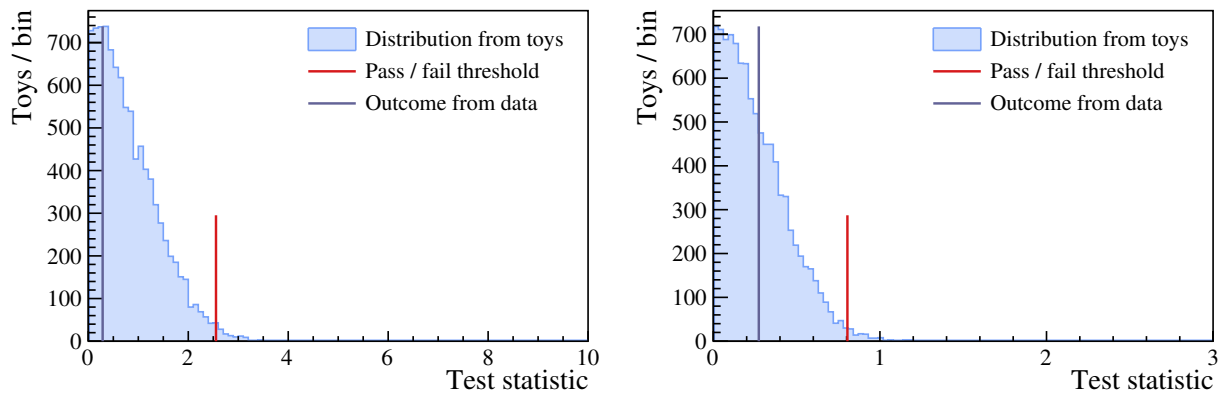 Toys / bin
700
600
500
400
300
200
100
0
0 2 4 6 8 10
Test statistic
Distribution from toys
Pass / fail threshold
Outcome from data
Toys / bin
700
600
500
400
300
200
100
0
0 1 2 3
Test statistic
Distribution from toys
Pass / fail threshold
Outcome from data